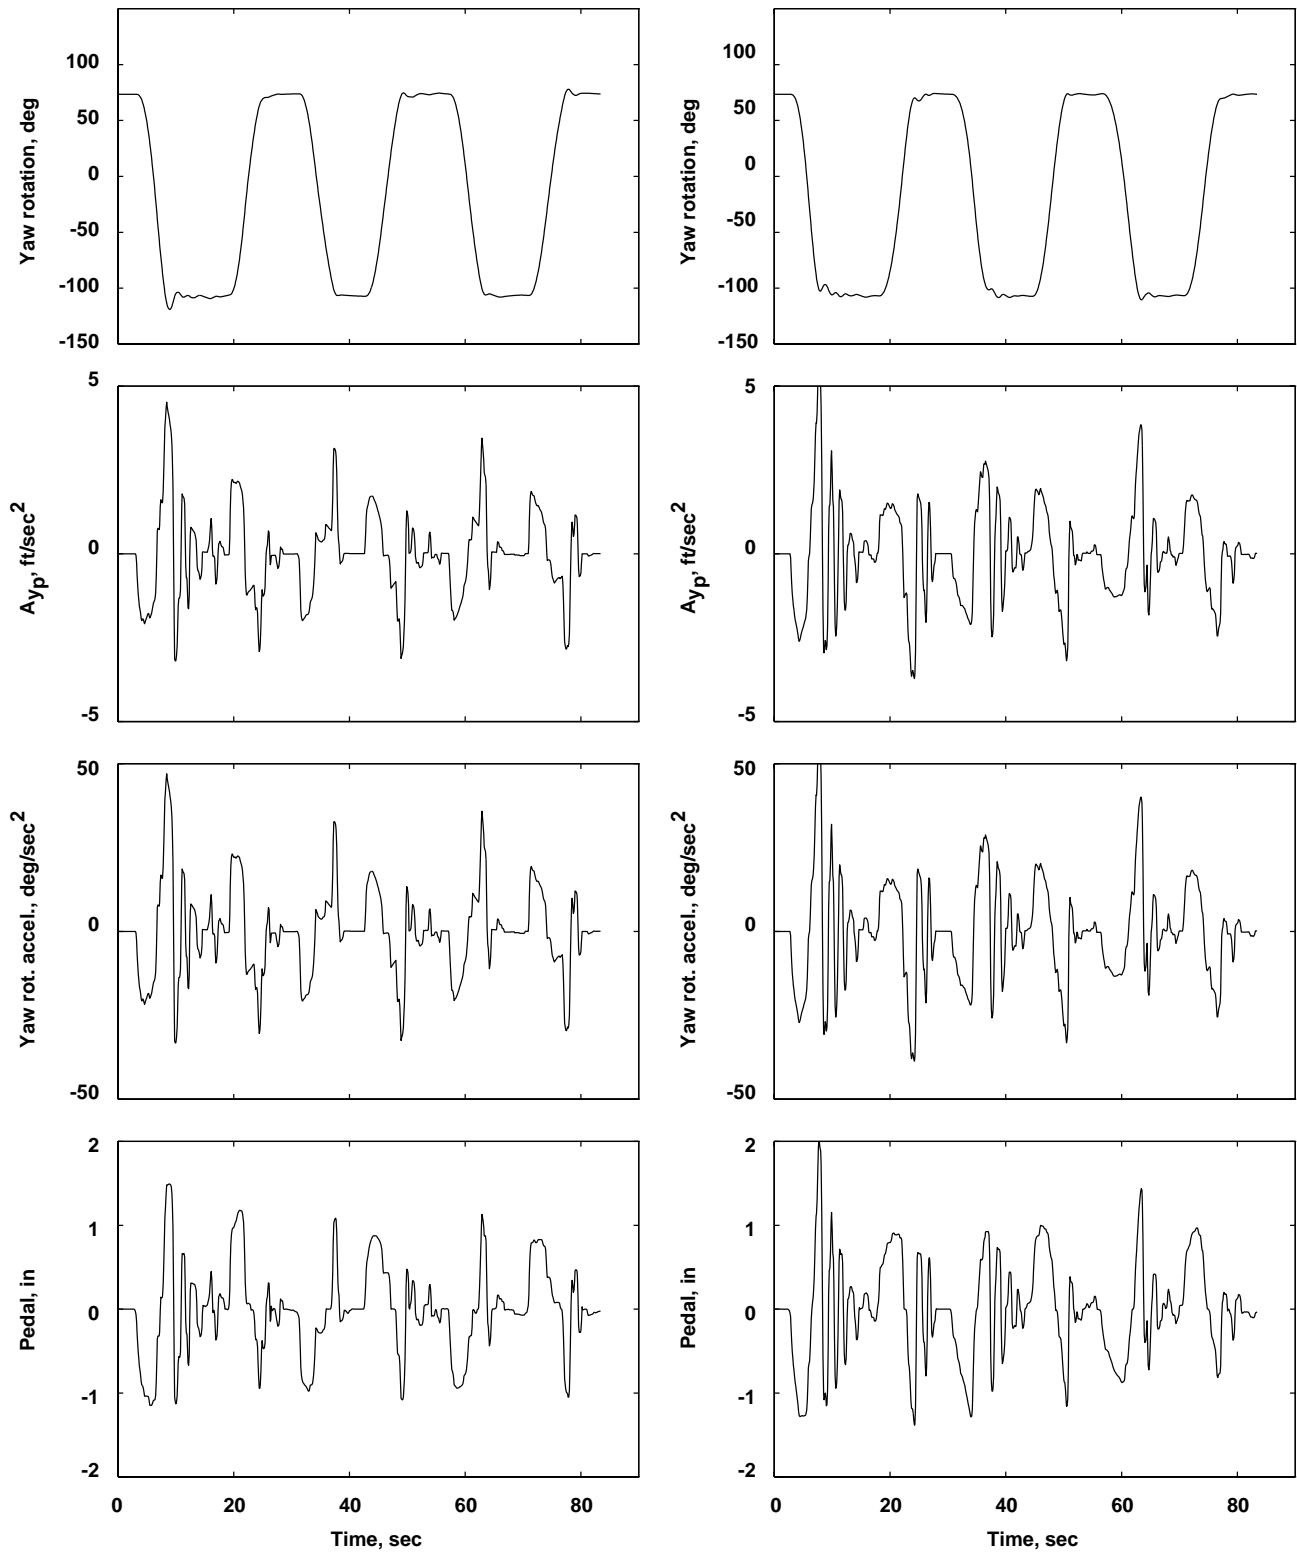 100
50
0
-50
-100
-150
Yaw rotation, deg
100
50
0
-50
-100
-150
Yaw rotation, deg
5
0
-5
Ayp, ft/sec2
5
0
-5
Ayp, ft/sec2
50
0
-50
Yaw rot. accel., deg/sec2
50
0
-50
Yaw rot. accel., deg/sec2
2
1
0
-1
-2
Pedal, in
0 20 40 60 80
Time, sec
2
1
0
-1
-2
Pedal, in
0 20 40 60 80
Time, sec